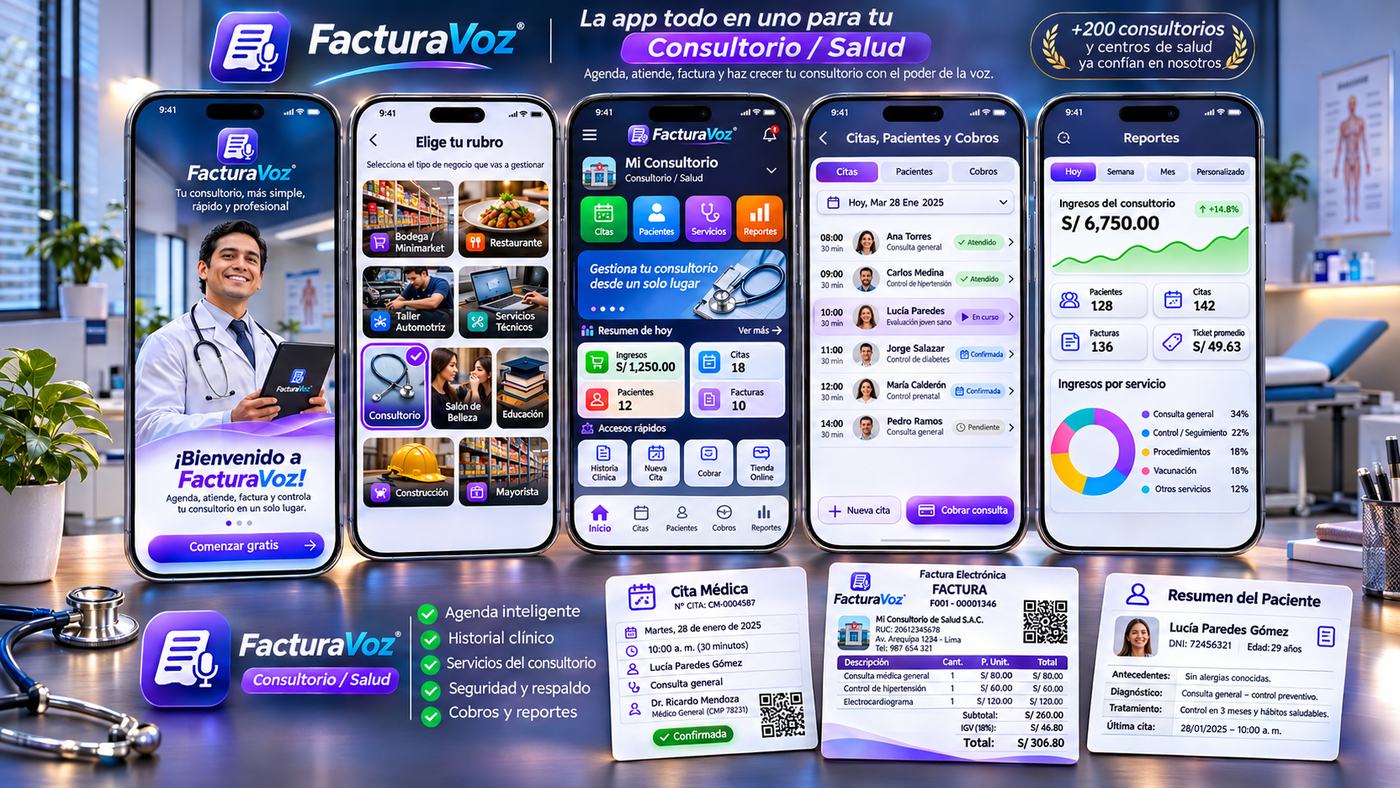 FacturaVoz®
La app todo en uno para tu
Consultorio / Salud
Agenda, atiende, factura y haz crecer tu consultorio con el poder de la voz.
+200 consultorios
y centros de salud
ya confían en nosotros
9:41
FacturaVoz®
Tu consultorio, más simple,
rápido y profesional
FacturaVoz
¡Bienvenido a
FacturaVoz!
Agenda, atiende, factura y controla
tu consultorio en un solo lugar.
Comenzar gratis
9:41
Elige tu rubro
Selecciona el tipo de negocio que vas a gestionar
Bodega /
Minimarket
Restaurante
Taller
Automotriz
Servicios
Técnicos
Consultorio
Salón de
Belleza
Educación
Construcción
Mayorista
9:41
FacturaVoz®
Mi Consultorio
Consultorio / Salud
Citas
Pacientes
Servicios
Reportes
Gestiona tu consultorio
desde un solo lugar
Resumen de hoy
Ver más
Ingresos
S/ 1,250.00
Citas
18
Pacientes
12
Facturas
10
Accesos rápidos
Historia
Clínica
Nueva
Cita
Cobrar
Tienda
Online
Inicio
Citas
Pacientes
Cobros
Reportes
9:41
Citas, Pacientes y Cobros
Citas
Pacientes
Cobros
Hoy, Mar 28 Ene 2025
08:00
30 min
Ana Torres
Consulta general
Atendido
09:00
30 min
Carlos Medina
Control de hipertensión
Atendido
10:00
30 min
Lucía Paredes
Evaluación joven sano
En curso
11:00
30 min
Jorge Salazar
Control de diabetes
Confirmada
12:00
30 min
María Calderón
Control prenatal
Confirmada
14:00
30 min
Pedro Ramos
Consulta general
Pendiente
Nueva cita
Cobrar consulta
9:41
Reportes
Hoy
Semana
Mes
Personalizado
Ingresos del consultorio
S/ 6,750.00
+14.8%
Pacientes
128
Citas
142
Facturas
136
Ticket promedio
S/ 49.63
Ingresos por servicio
Consulta general 34%
Control / Seguimiento 22%
Procedimientos 18%
Vacunación 18%
Otros servicios 12%
FacturaVoz®
Consultorio / Salud
Agenda inteligente
Historial clínico
Servicios del consultorio
Seguridad y respaldo
Cobros y reportes
Cita Médica
N° CITA: CM-0004587
Martes, 28 de enero de 2025
10:00 a. m. (30 minutos)
Lucía Paredes Gómez
Consulta general
Dr. Ricardo Mendoza
Médico General (CMP 78231)
Confirmada
FacturaVoz®
Factura Electrónica
FACTURA
F001 - 00001346
Mi Consultorio de Salud S.A.C.
RUC: 20612345678
Av. Arequipa 1234 - Lima
Tel: 987 654 321
Descripción Cant. P. Unit. Total
Consulta médica general 1 S/ 80.00 S/ 80.00
Control de hipertensión 1 S/ 60.00 S/ 60.00
Electrocardiograma 1 S/ 120.00 S/ 120.00
Subtotal: S/ 260.00
IGV (18%): S/ 46.80
Total: S/ 306.80
Resumen del Paciente
Lucía Paredes Gómez
DNI: 72456321 Edad: 29 años
Antecedentes: Sin alergias conocidas.
Diagnóstico: Consulta general – control preventivo.
Tratamiento: Control en 3 meses y hábitos saludables.
Última cita: 28/01/2025 – 10:00 a. m.